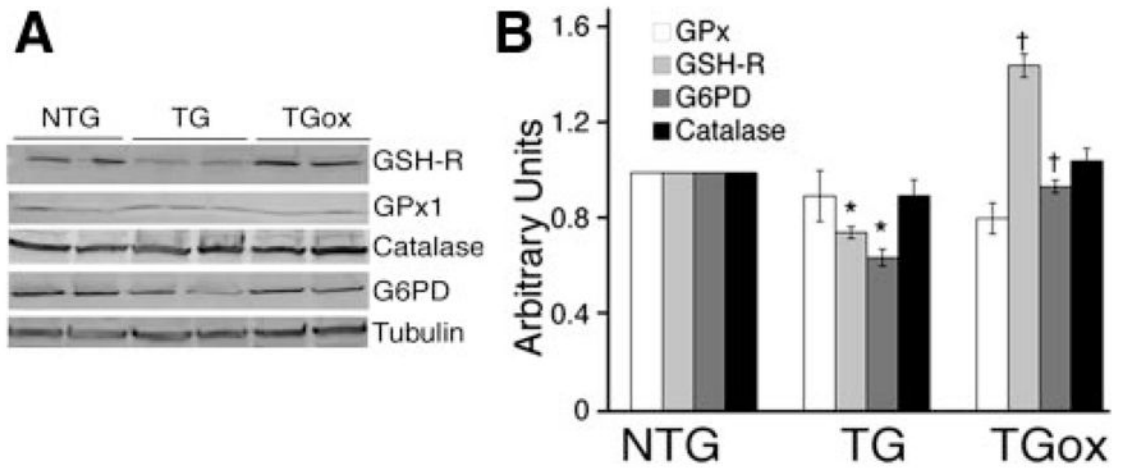 A
NTG TG TGox
GSH-R
GPx1
Catalase
G6PD
Tubulin
B
Arbitrary Units
1.6
1.2
0.8
0.4
0
GPx
GSH-R
G6PD
Catalase
* *
† †
NTG TG TGox